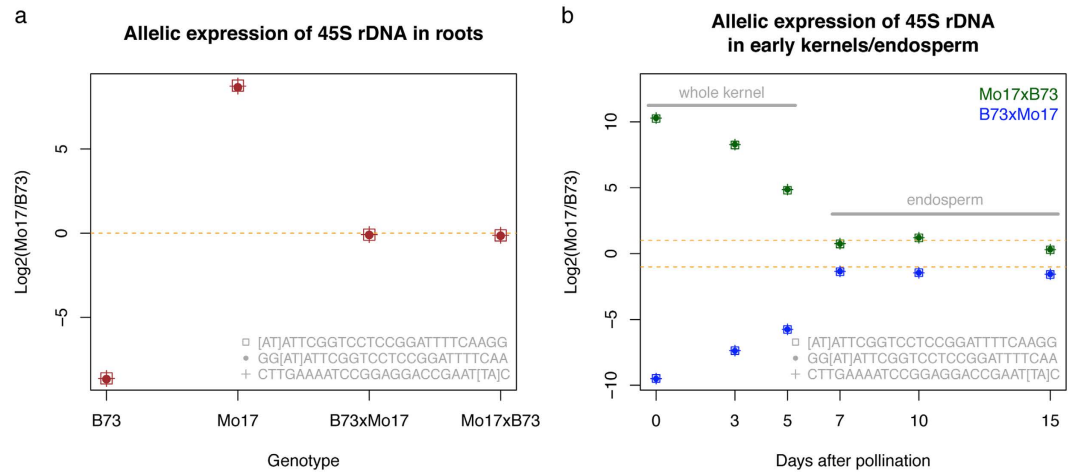 a
Allelic expression of 45S rDNA in roots
Log2(Mo17/B73)
5
0
−5
[AT]ATTCGGTCCTCCGGATTTTCAAGG
GG[AT]ATTCGGTCCTCCGGATTTTCAA
CTTGAAAATCCGGAGGACCGAAT[TA]C
B73
Mo17
B73xMo17
Mo17xB73
Genotype
b
Allelic expression of 45S rDNA
in early kernels/endosperm
Log2(Mo17/B73)
10
5
0
−5
−10
whole kernel
Mo17xB73
B73xMo17
endosperm
[AT]ATTCGGTCCTCCGGATTTTCAAGG
GG[AT]ATTCGGTCCTCCGGATTTTCAA
CTTGAAAATCCGGAGGACCGAAT[TA]C
0
3
5
7
10
15
Days after pollination